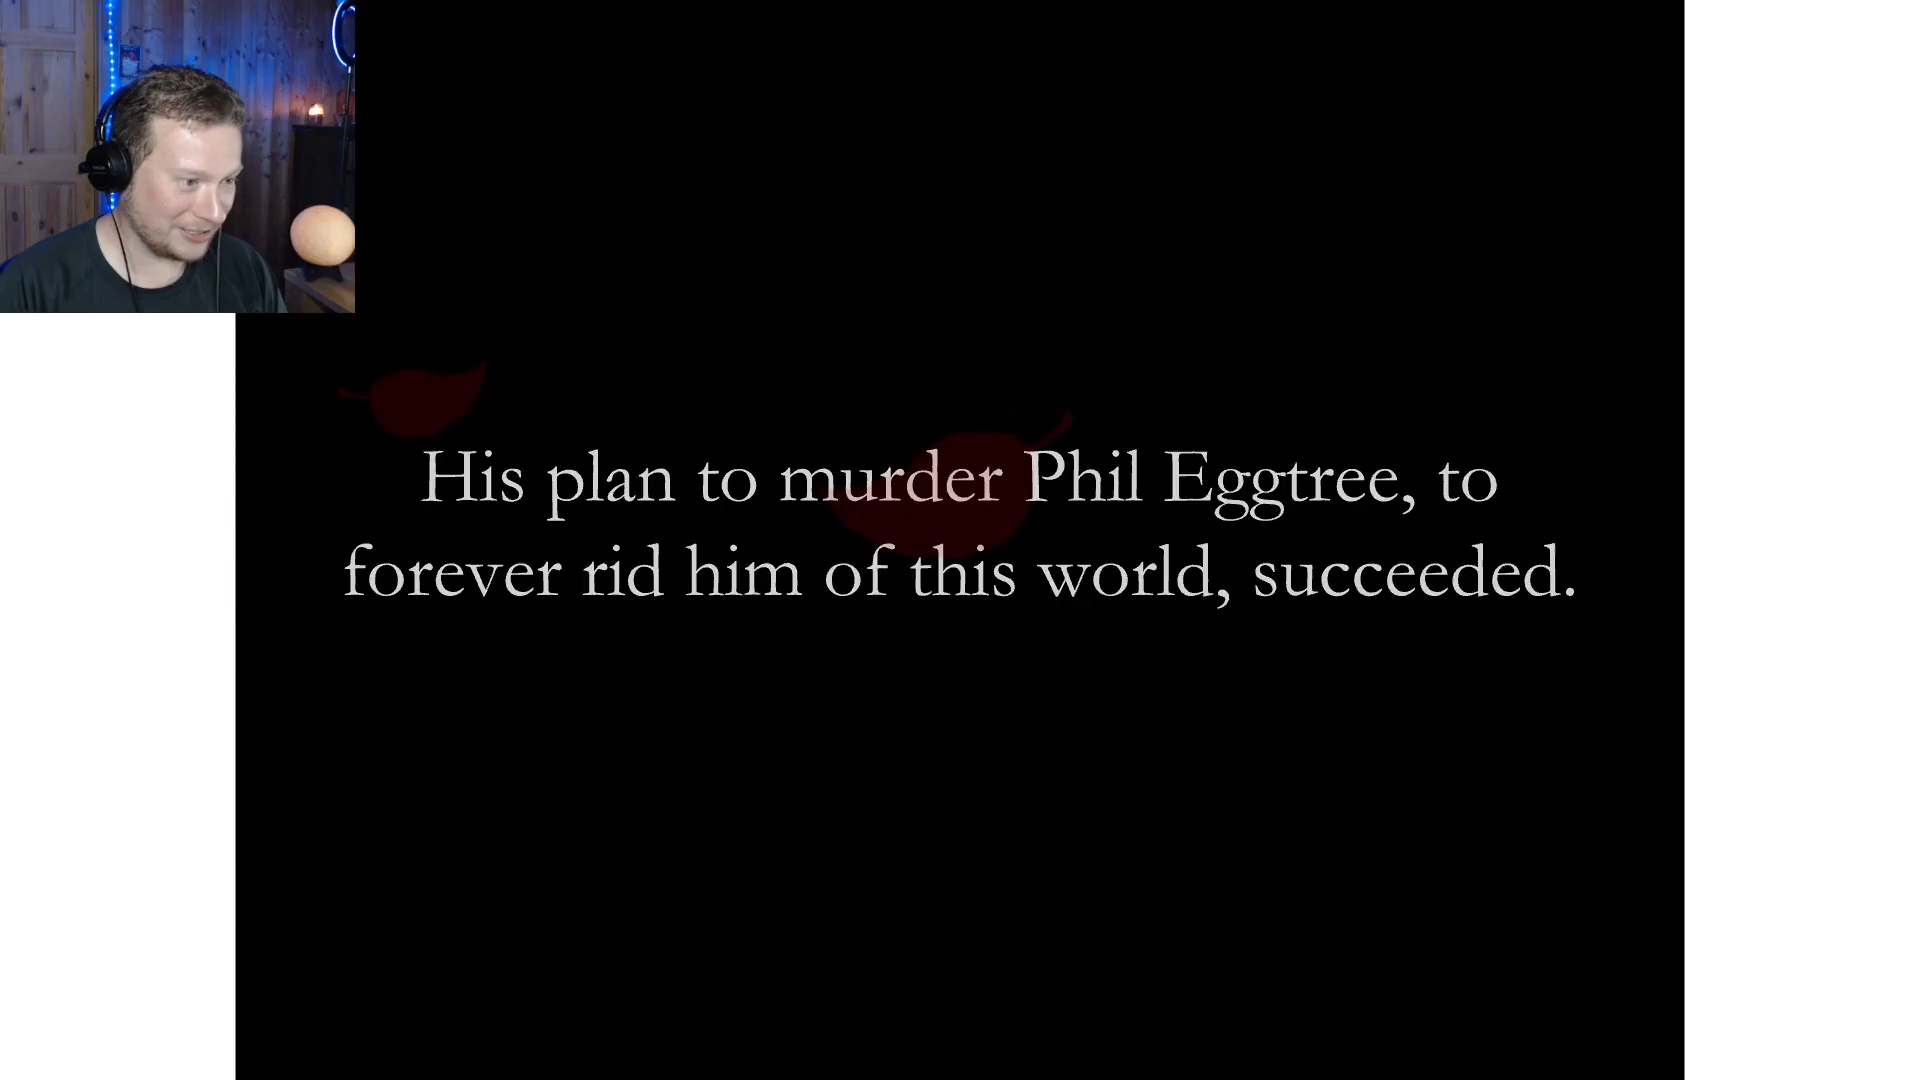 His plan to murder Phil Eggtree, to
forever rid him of this world, succeeded.